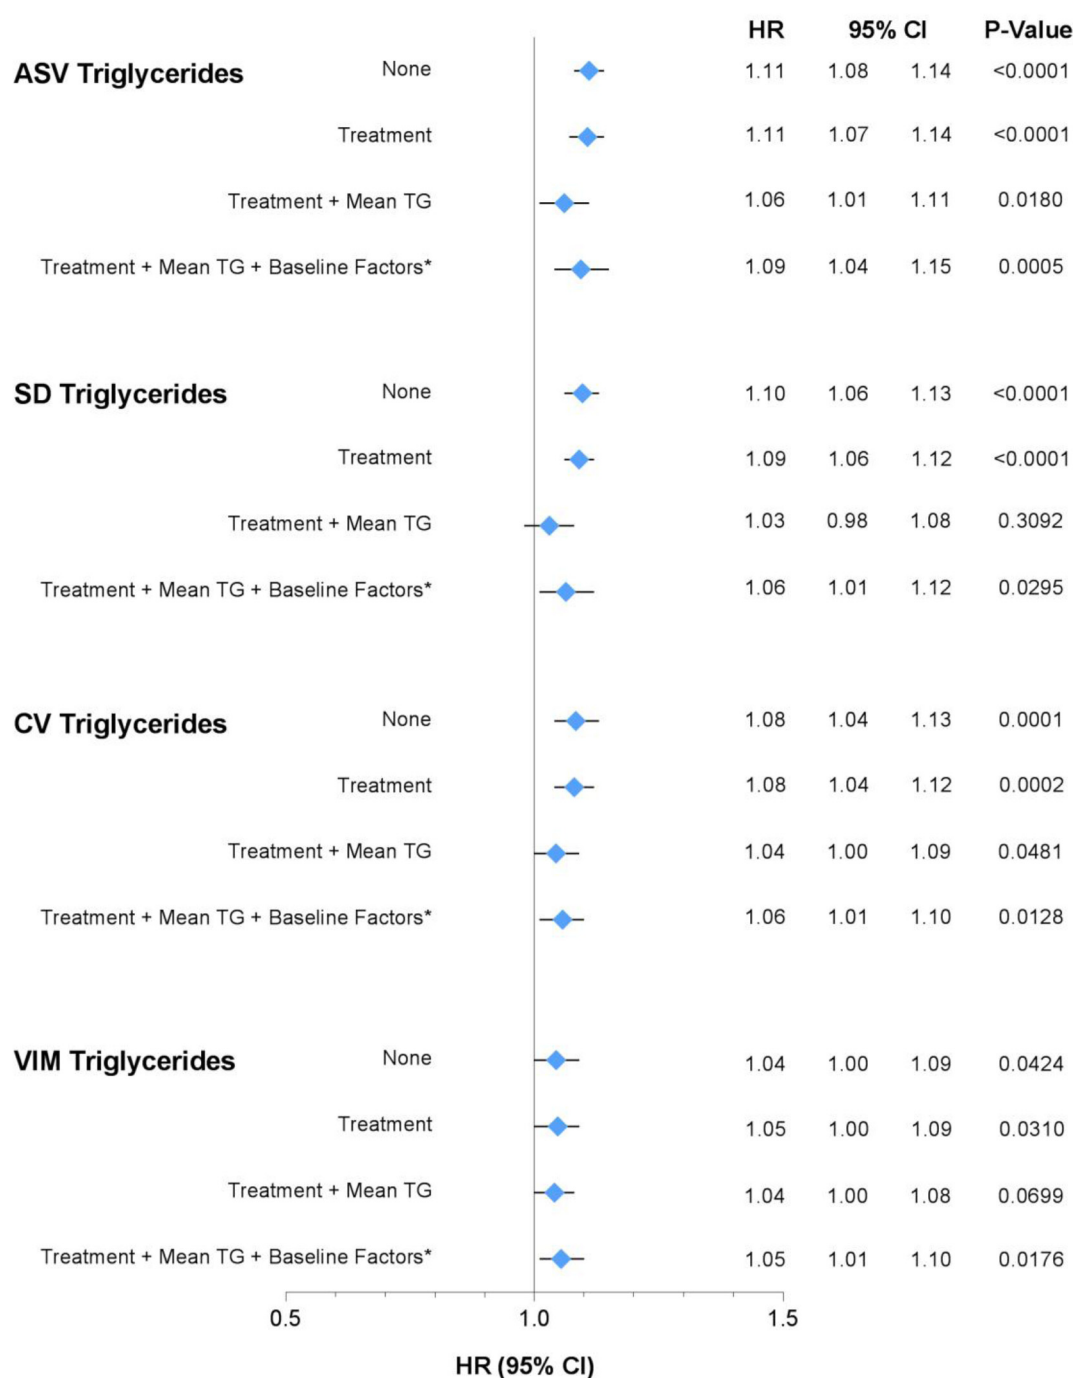 HR 95% CI P-Value
ASV Triglycerides None 1.11 1.08 1.14 <0.0001
Treatment 1.11 1.07 1.14 <0.0001
Treatment + Mean TG 1.06 1.01 1.11 0.0180
Treatment + Mean TG + Baseline Factors* 1.09 1.04 1.15 0.0005
SD Triglycerides None 1.10 1.06 1.13 <0.0001
Treatment 1.09 1.06 1.12 <0.0001
Treatment + Mean TG 1.03 0.98 1.08 0.3092
Treatment + Mean TG + Baseline Factors* 1.06 1.01 1.12 0.0295
CV Triglycerides None 1.08 1.04 1.13 0.0001
Treatment 1.08 1.04 1.12 0.0002
Treatment + Mean TG 1.04 1.00 1.09 0.0481
Treatment + Mean TG + Baseline Factors* 1.06 1.01 1.10 0.0128
VIM Triglycerides None 1.04 1.00 1.09 0.0424
Treatment 1.05 1.00 1.09 0.0310
Treatment + Mean TG 1.04 1.00 1.08 0.0699
Treatment + Mean TG + Baseline Factors* 1.05 1.01 1.10 0.0176
0.5 1.0 1.5
HR (95% CI)